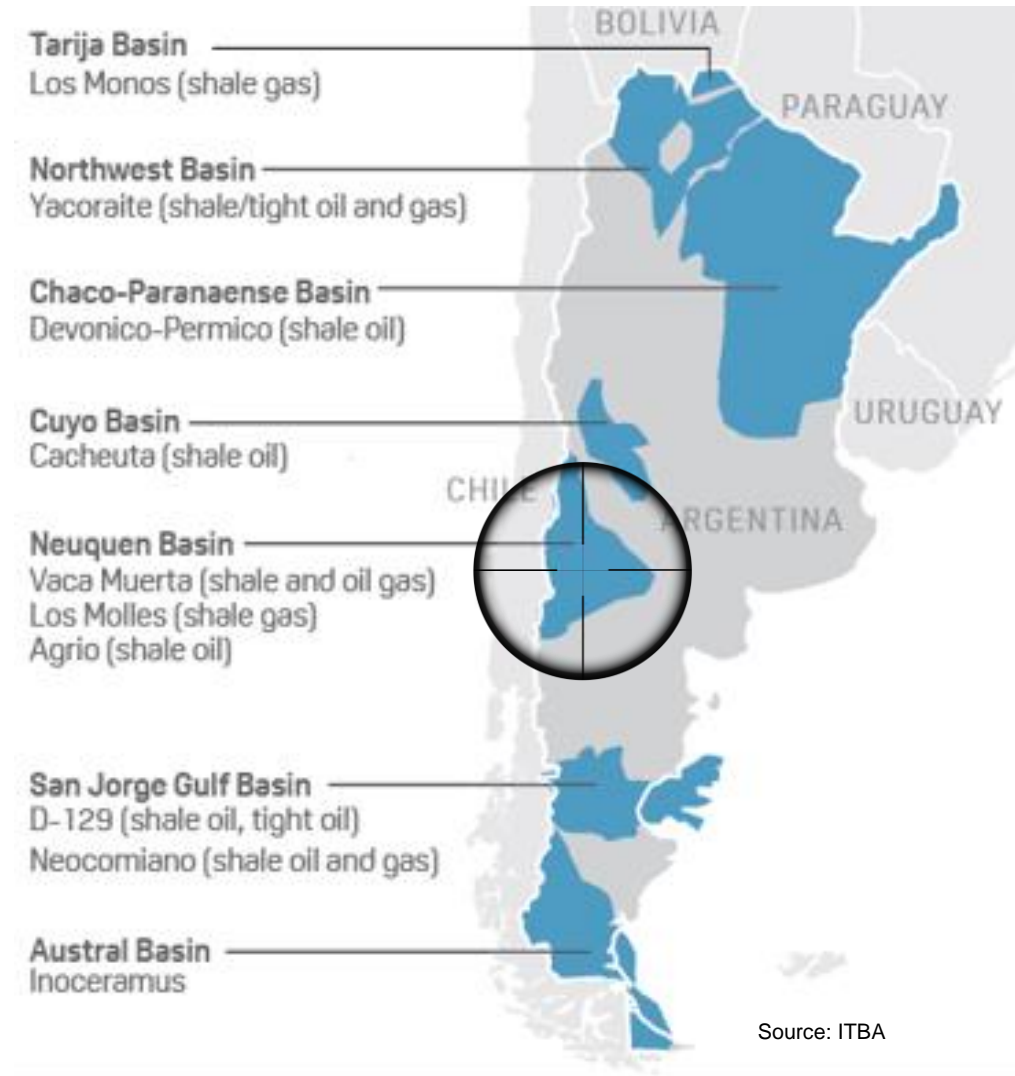 BOLIVIA
Tarija Basin
Los Monos (shale gas)
PARAGUAY
Northwest Basin
Yacoraite (shale/tight oil and gas)
Chaco-Paranaense Basin
Devonico-Permico (shale oil)
Cuyo Basin
Cacheuta (shale oil)
URUGUAY
CHILE
ARGENTINA
Neuquen Basin
Vaca Muerta (shale and oil gas)
Los Molles (shale gas)
Agrio (shale oil)
San Jorge Gulf Basin
D-129 (shale oil, tight oil)
Neocomiano (shale oil and gas)
Austral Basin
Inoceramus
Source: ITBA